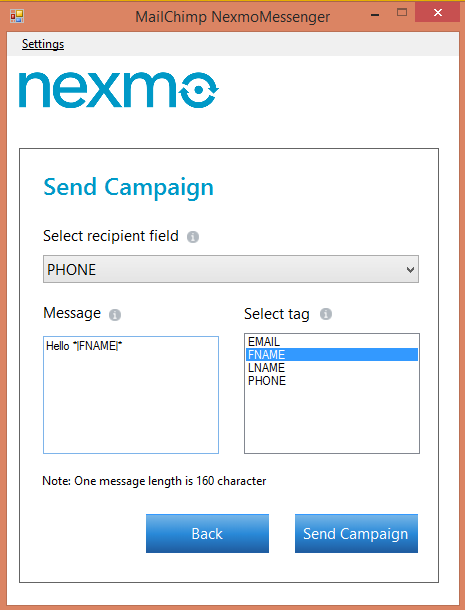 MailChimp NexmoMessenger
Settings
nexmo
Send Campaign
Select recipient field
PHONE
Message
Select tag
Hello *|FNAME|*
EMAIL
FNAME
LNAME
PHONE
Note: One message length is 160 character
Back
Send Campaign